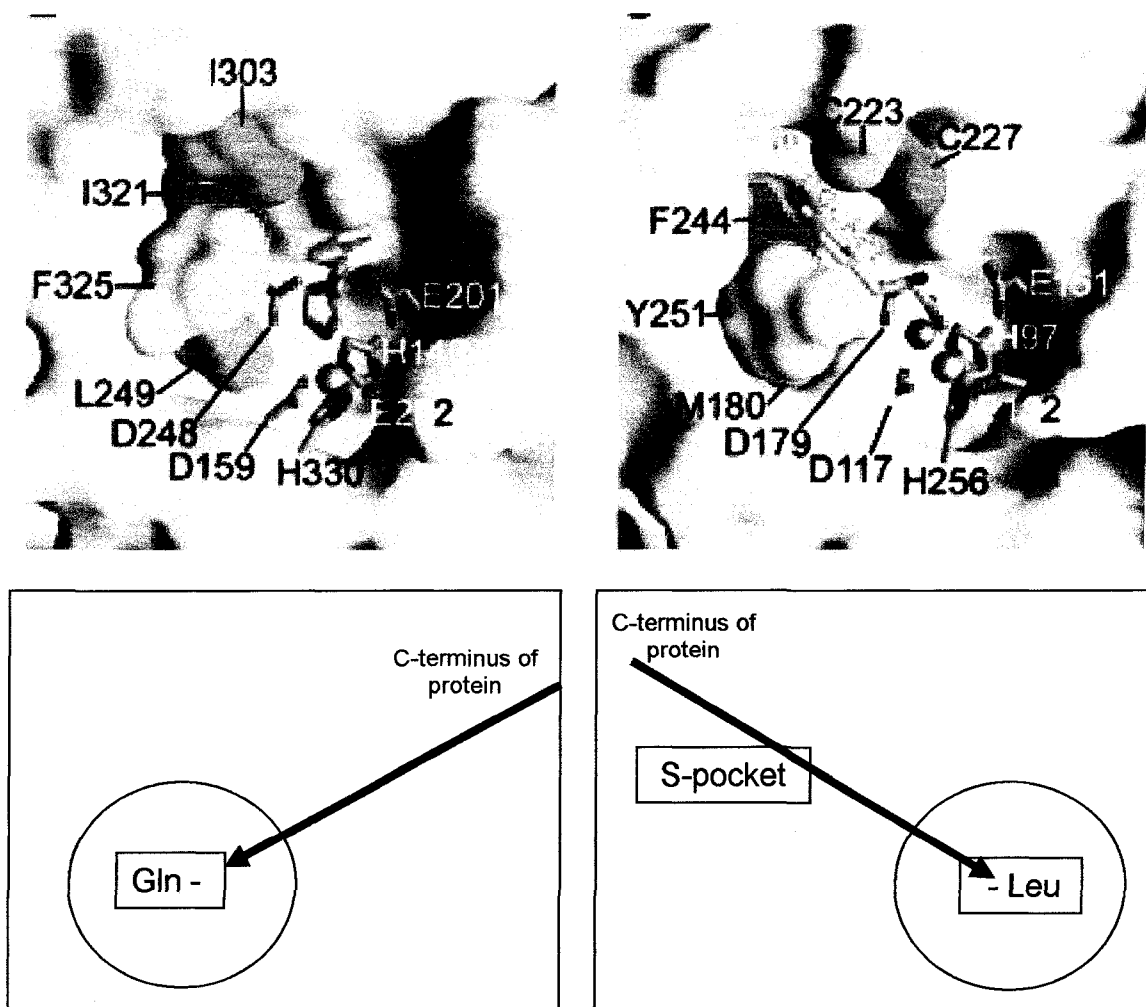 I303
I321
F325
E201
L249
D248
D159
H330
C223
C227
F244
Y251
H97
M180
D179
D117
H256
C-terminus of
protein
Gln -
C-terminus of
protein
S-pocket
- Leu